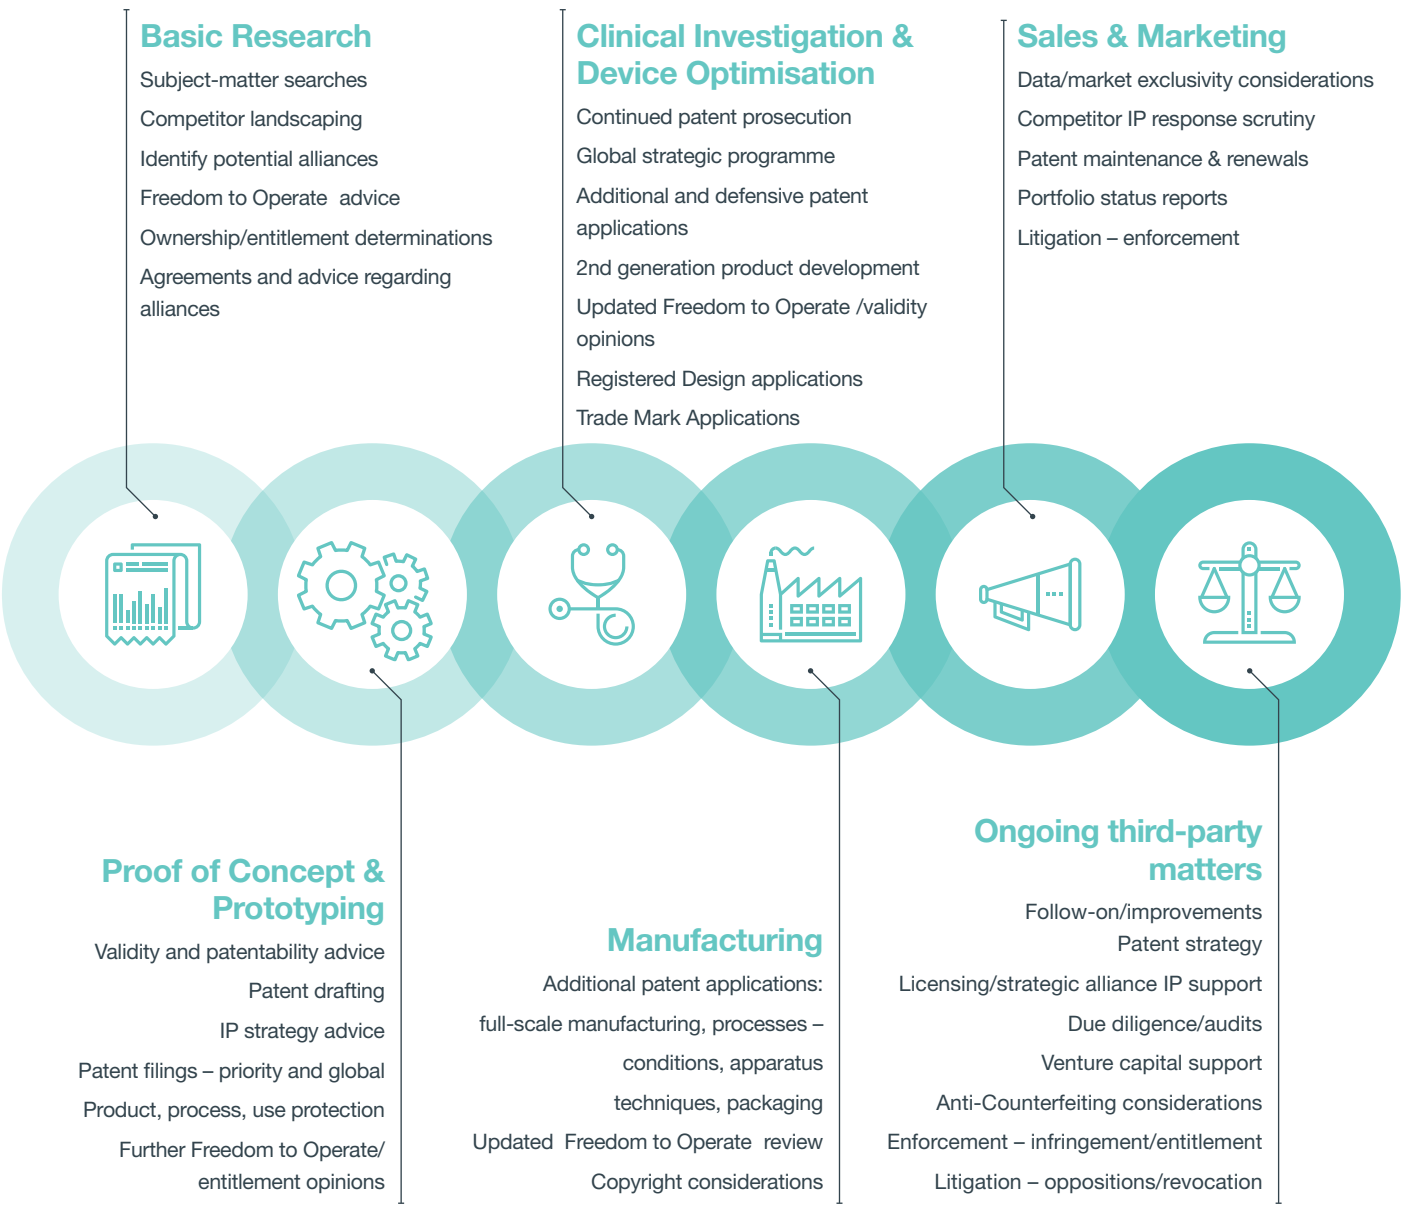 Basic Research
Subject-matter searches
Competitor landscaping
Identify potential alliances
Freedom to Operate advice
Ownership/entitlement determinations
Agreements and advice regarding
alliances
Clinical Investigation &
Device Optimisation
Continued patent prosecution
Global strategic programme
Additional and defensive patent
applications
2nd generation product development
Updated Freedom to Operate /validity
opinions
Registered Design applications
Trade Mark Applications
Sales & Marketing
Data/market exclusivity considerations
Competitor IP response scrutiny
Patent maintenance & renewals
Portfolio status reports
Litigation – enforcement
Proof of Concept &
Prototyping
Validity and patentability advice
Patent drafting
IP strategy advice
Patent filings – priority and global
Product, process, use protection
Further Freedom to Operate/
entitlement opinions
Manufacturing
Additional patent applications:
full-scale manufacturing, processes –
conditions, apparatus
techniques, packaging
Updated Freedom to Operate review
Copyright considerations
Ongoing third-party
matters
Follow-on/improvements
Patent strategy
Licensing/strategic alliance IP support
Due diligence/audits
Venture capital support
Anti-Counterfeiting considerations
Enforcement – infringement/entitlement
Litigation – oppositions/revocation